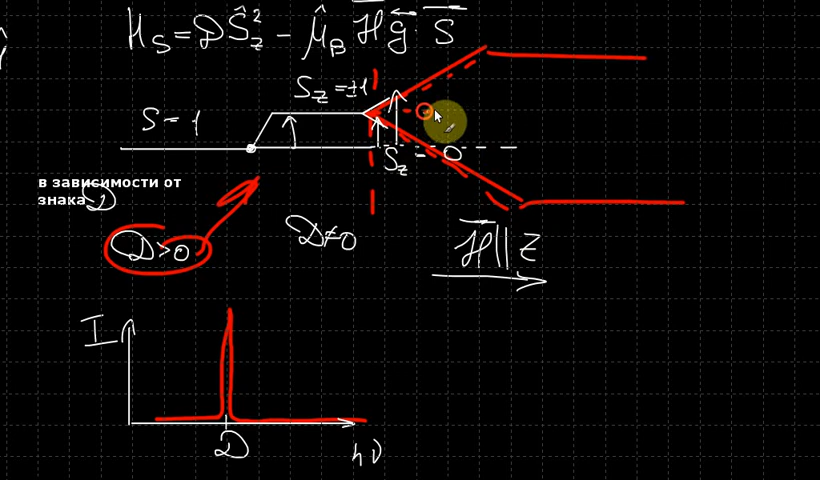 H_S = DŜ_z² − μ̂_B H⃗ g⃡ · S⃗
S_z = ±1
S = 1
S_z = 0
в зависимости от
знака D
D>0
D≠0
H⃗ || Z
I
D
hν